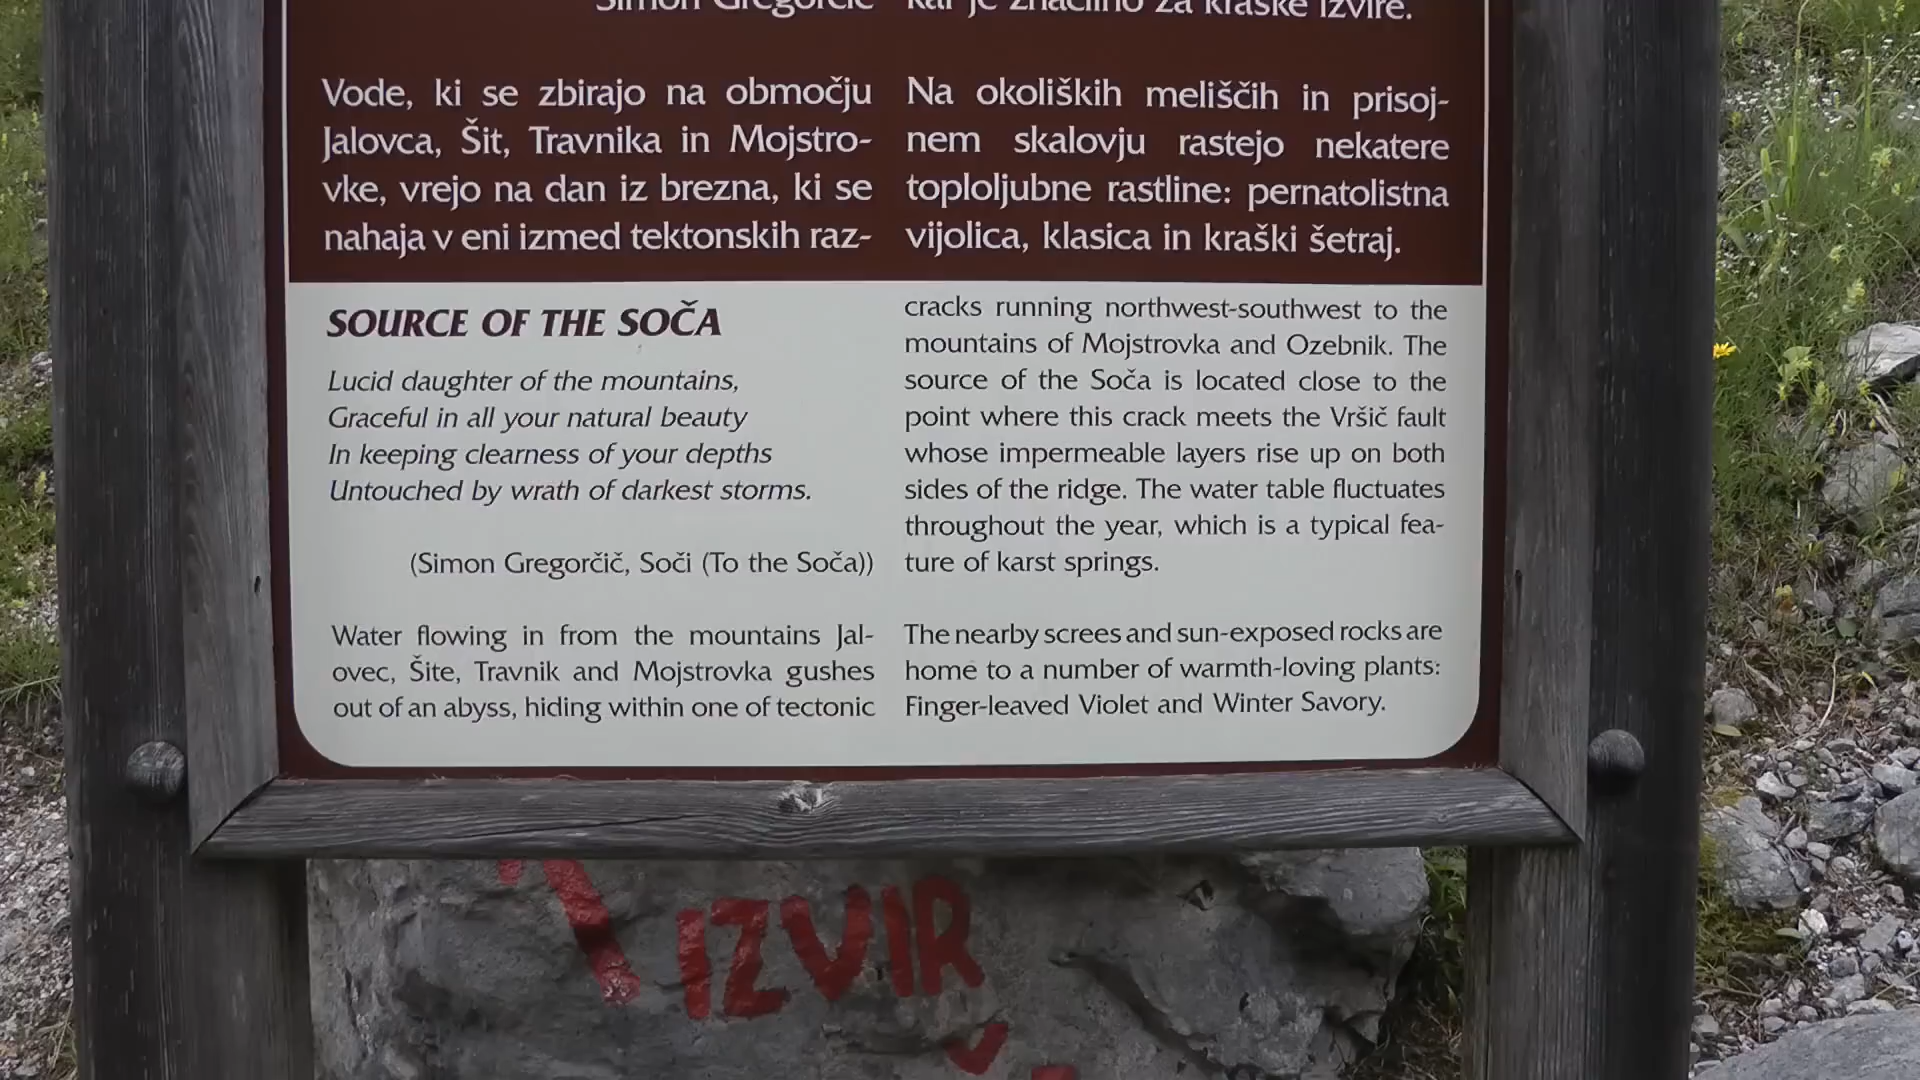 Simon Gregorčič
Vode, ki se zbirajo na območju
Jalovca, Šit, Travnika in Mojstro-
vke, vrejo na dan iz brezna, ki se
nahaja v eni izmed tektonskih raz-
kar je značilno za kraške izvire.
Na okoliških meliščih in prisoj-
nem skalovju rastejo nekatere
toploljubne rastline: pernatolistna
vijolica, klasica in kraški šetraj.
SOURCE OF THE SOČA
Lucid daughter of the mountains,
Graceful in all your natural beauty
In keeping clearness of your depths
Untouched by wrath of darkest storms.
(Simon Gregorčič, Soči (To the Soča))
Water flowing in from the mountains Jal-
ovec, Šite, Travnik and Mojstrovka gushes
out of an abyss, hiding within one of tectonic
cracks running northwest-southwest to the
mountains of Mojstrovka and Ozebnik. The
source of the Soča is located close to the
point where this crack meets the Vršič fault
whose impermeable layers rise up on both
sides of the ridge. The water table fluctuates
throughout the year, which is a typical fea-
ture of karst springs.
The nearby screes and sun-exposed rocks are
home to a number of warmth-loving plants:
Finger-leaved Violet and Winter Savory.
IZVIR